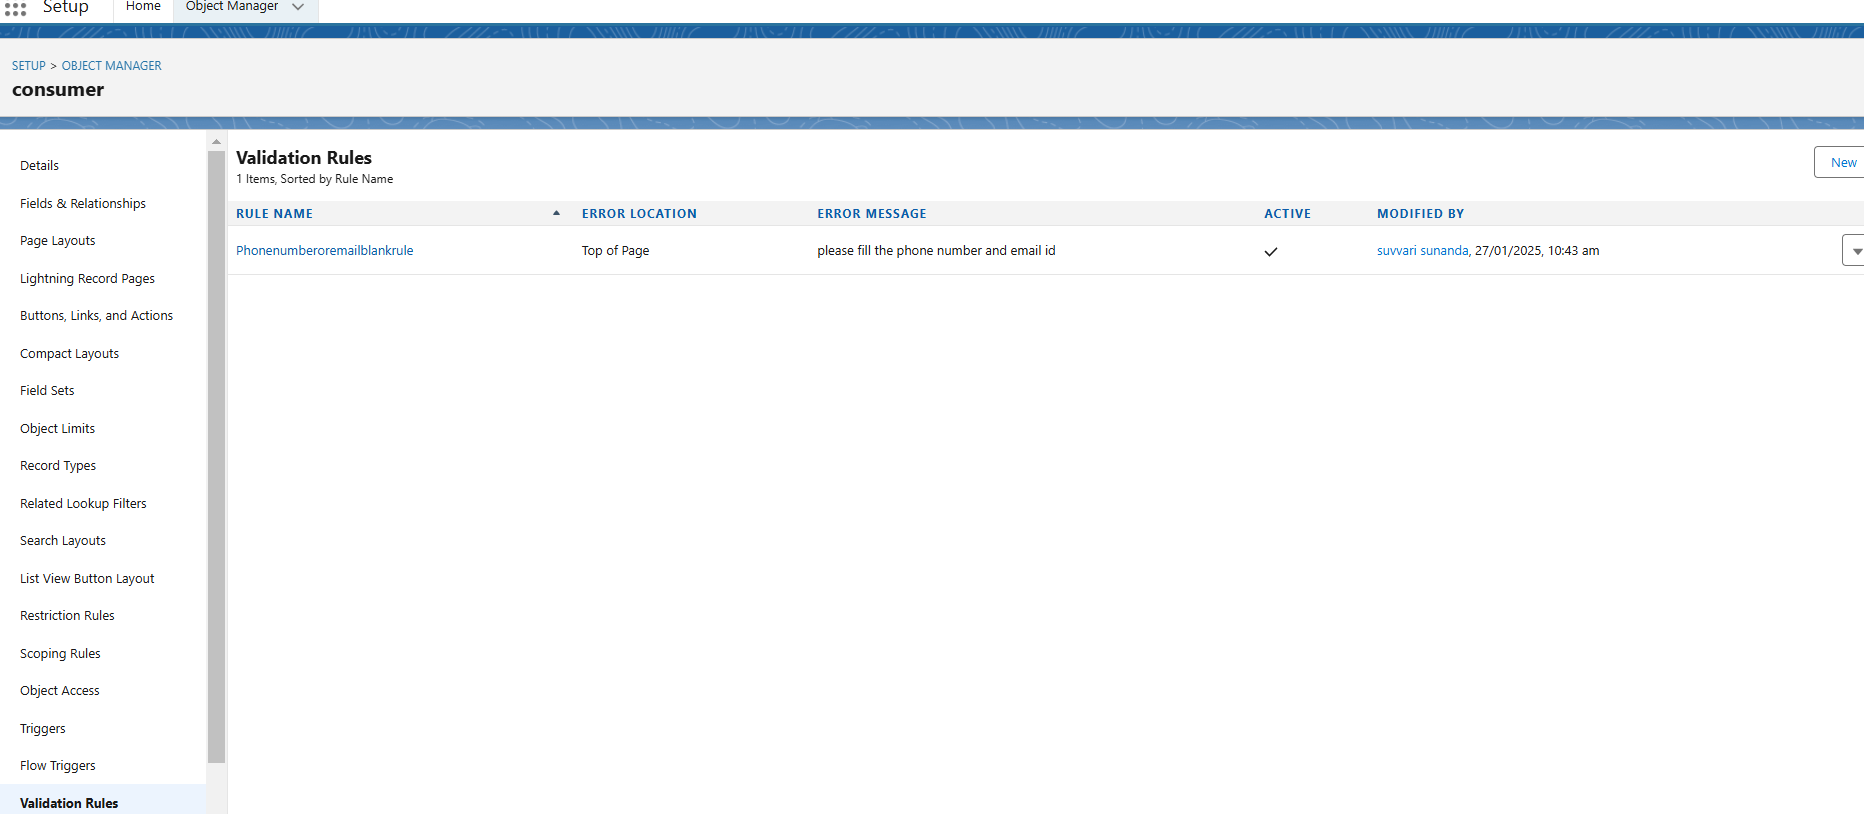 Setup Home Object Manager
SETUP > OBJECT MANAGER
consumer
Details
Fields & Relationships
Page Layouts
Lightning Record Pages
Buttons, Links, and Actions
Compact Layouts
Field Sets
Object Limits
Record Types
Related Lookup Filters
Search Layouts
List View Button Layout
Restriction Rules
Scoping Rules
Object Access
Triggers
Flow Triggers
Validation Rules
Validation Rules
1 Items, Sorted by Rule Name
New
RULE NAME ERROR LOCATION ERROR MESSAGE ACTIVE MODIFIED BY
Phonenumberoremailblankrule Top of Page please fill the phone number and email id suvvari sunanda, 27/01/2025, 10:43 am